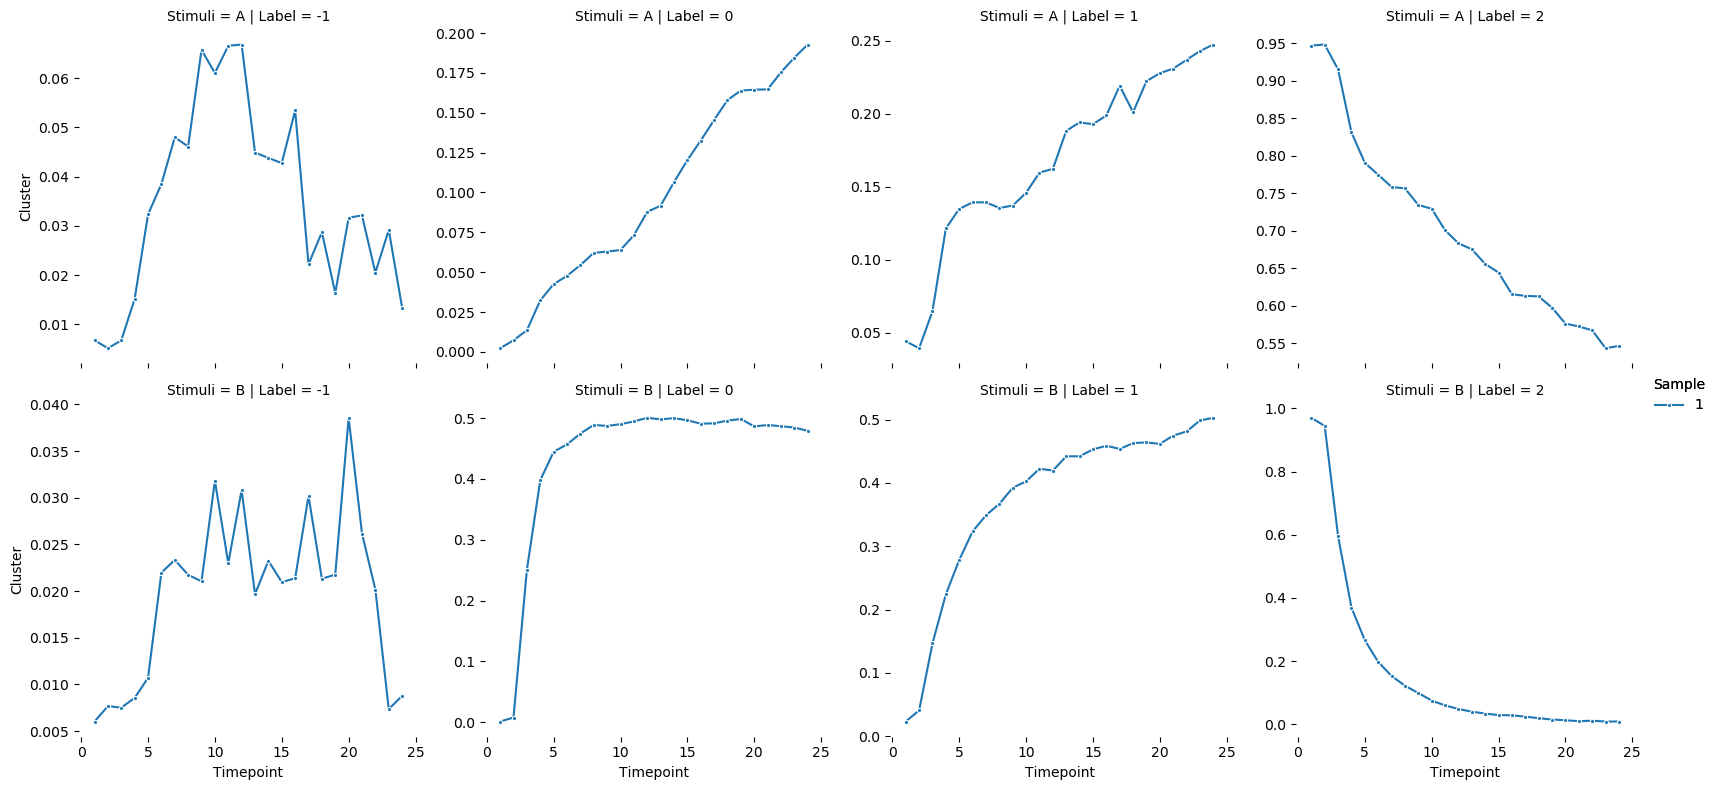 Stimuli = A | Label = -1
Stimuli = A | Label = 0
Stimuli = A | Label = 1
Stimuli = A | Label = 2
Cluster
0.06
0.05
0.04
0.03
0.02
0.01
0.200
0.175
0.150
0.125
0.100
0.075
0.050
0.025
0.000
0.25
0.20
0.15
0.10
0.05
0.95
0.90
0.85
0.80
0.75
0.70
0.65
0.60
0.55
Stimuli = B | Label = -1
Stimuli = B | Label = 0
Stimuli = B | Label = 1
Stimuli = B | Label = 2
Sample
1
Cluster
0.040
0.035
0.030
0.025
0.020
0.015
0.010
0.005
0 5 10 15 20 25
Timepoint
0.5
0.4
0.3
0.2
0.1
0.0
0 5 10 15 20 25
Timepoint
0.5
0.4
0.3
0.2
0.1
0.0
0 5 10 15 20 25
Timepoint
1.0
0.8
0.6
0.4
0.2
0.0
0 5 10 15 20 25
Timepoint